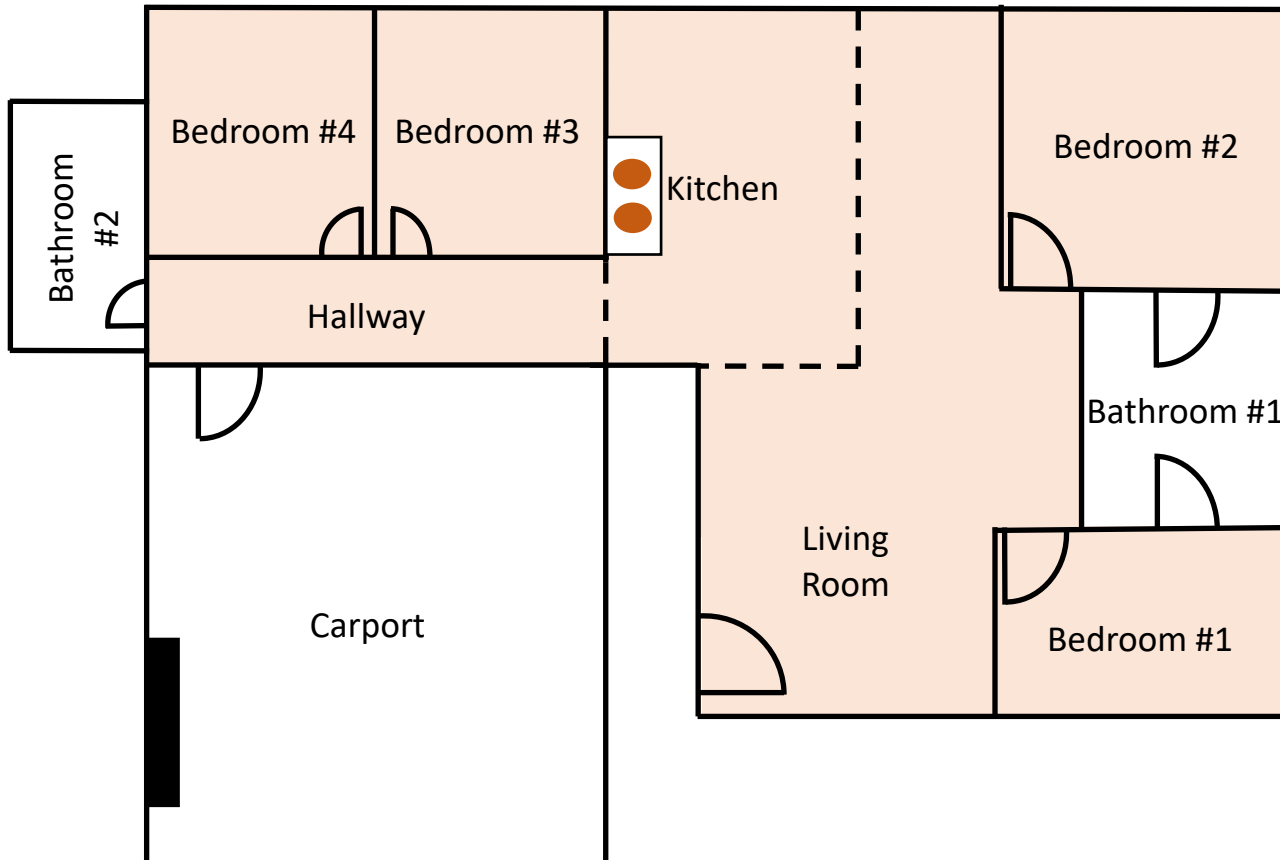 Bedroom #4
Bedroom #3
Bedroom #2
Bathroom
#2
Kitchen
Hallway
Bathroom #1
Living
Room
Carport
Bedroom #1